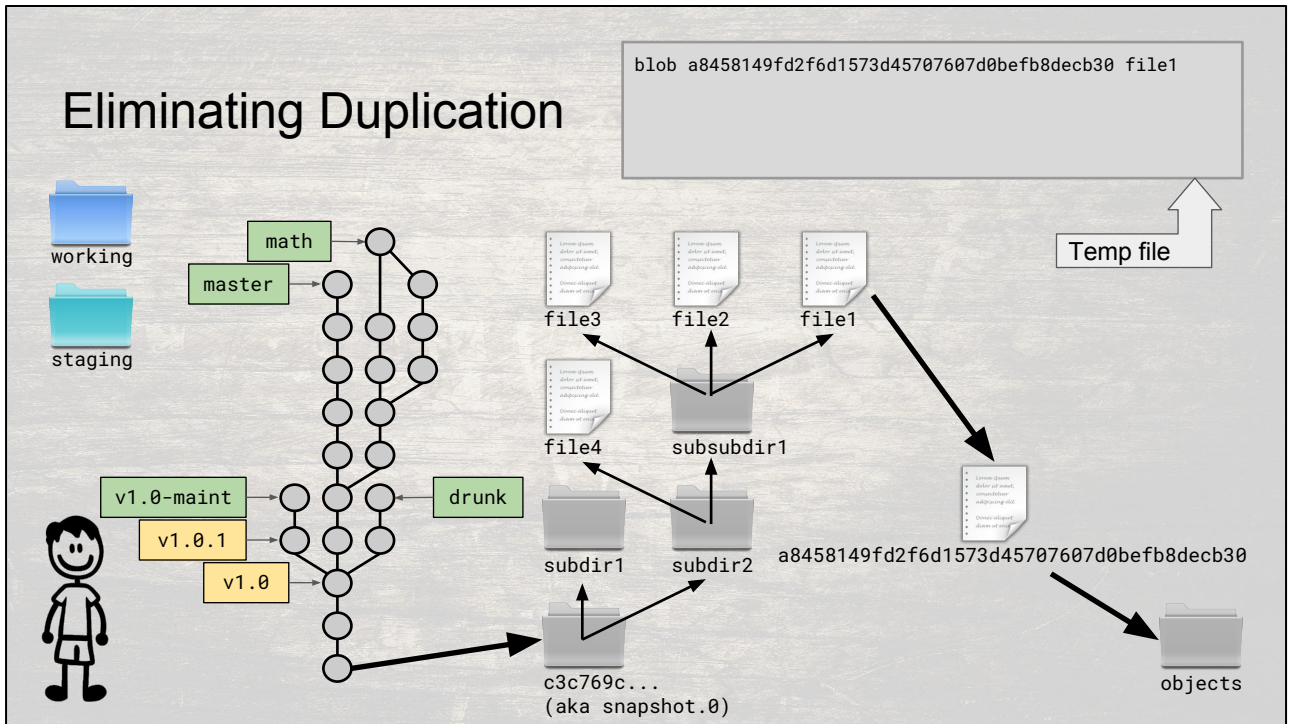 Eliminating Duplication
blob a8458149fd2f6d1573d45707607d0befb8decb30 file1
Temp file
working
staging
math
master
v1.0-maint
v1.0.1
v1.0
drunk
file3
file2
file1
file4
subsubdir1
subdir1
subdir2
a8458149fd2f6d1573d45707607d0befb8decb30
c3c769c...
(aka snapshot.0)
objects